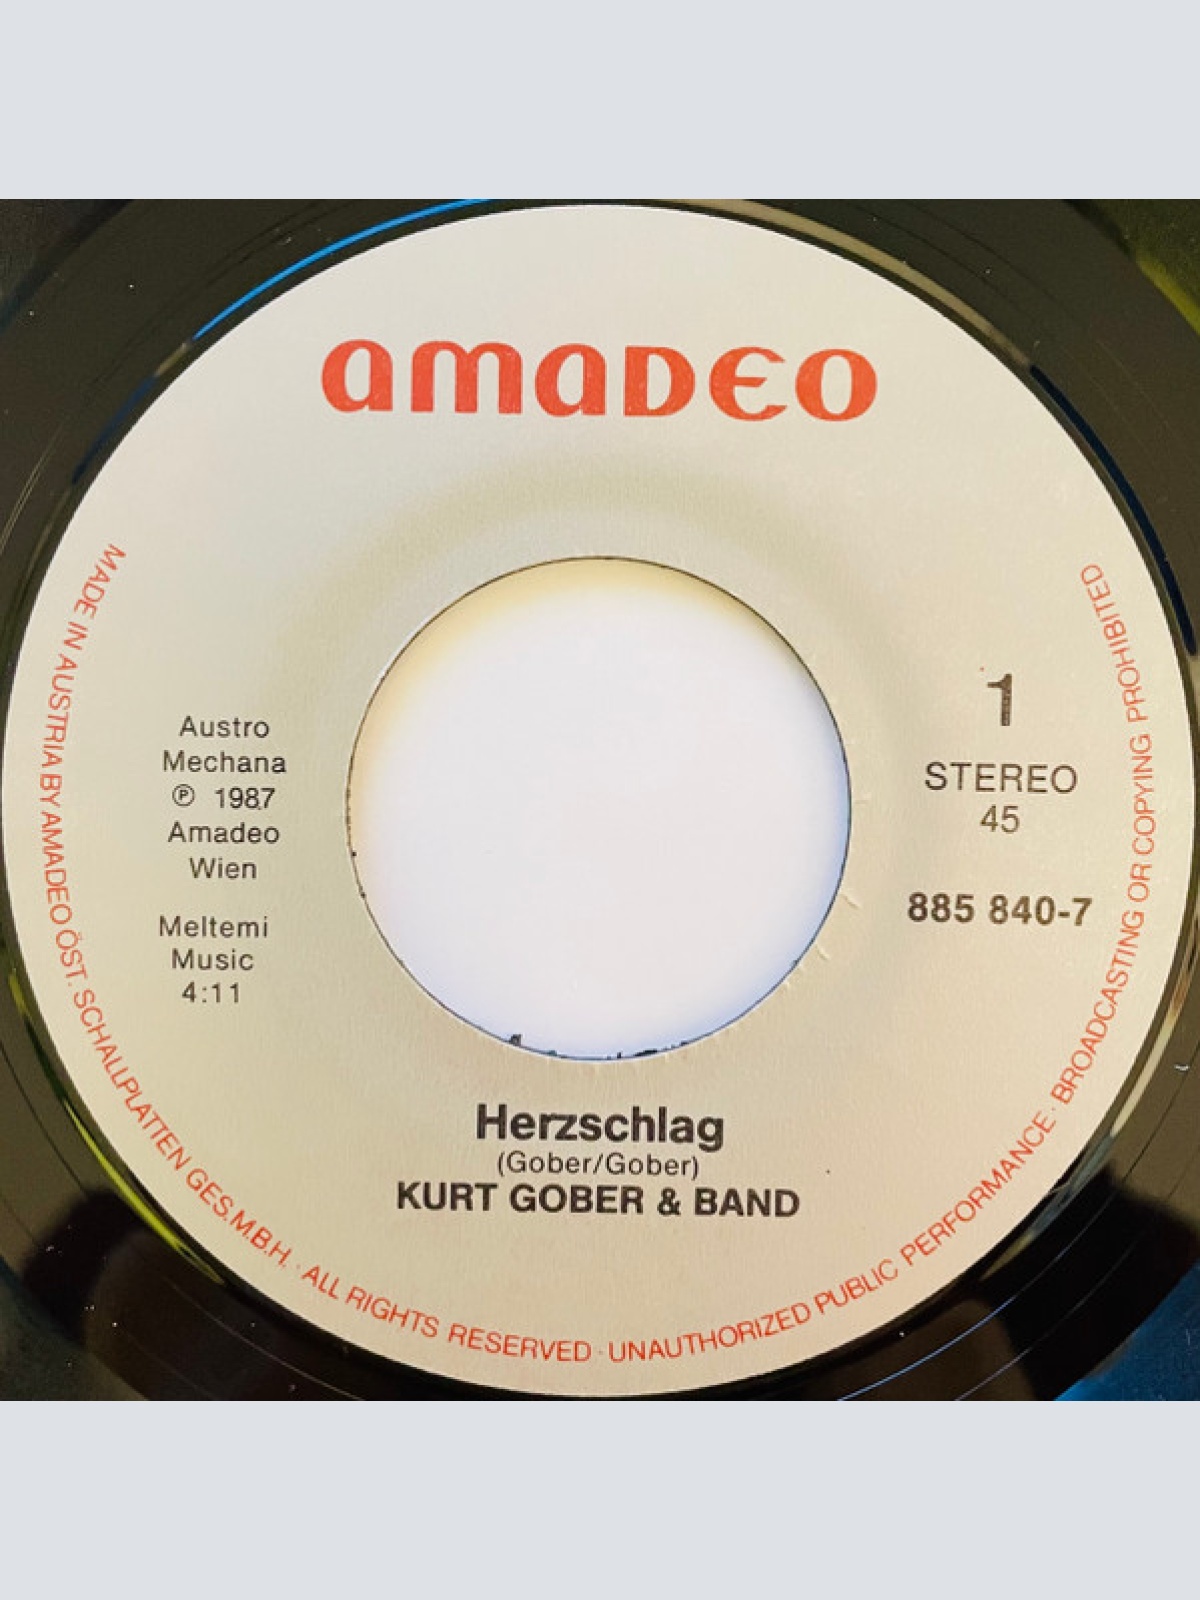 amaDEO
Austro
Mechana
℗ 1987
Amadeo
Wien
Meltemi
Music
4:11
1
STEREO
45
885 840-7
Herzschlag
(Gober/Gober)
KURT GOBER & BAND
MADE IN AUSTRIA BY AMADEO ÖST. SCHALLPLATTEN GES.M.B.H. · ALL RIGHTS RESERVED · UNAUTHORIZED PUBLIC PERFORMANCE · BROADCASTING OR COPYING PROHIBITED